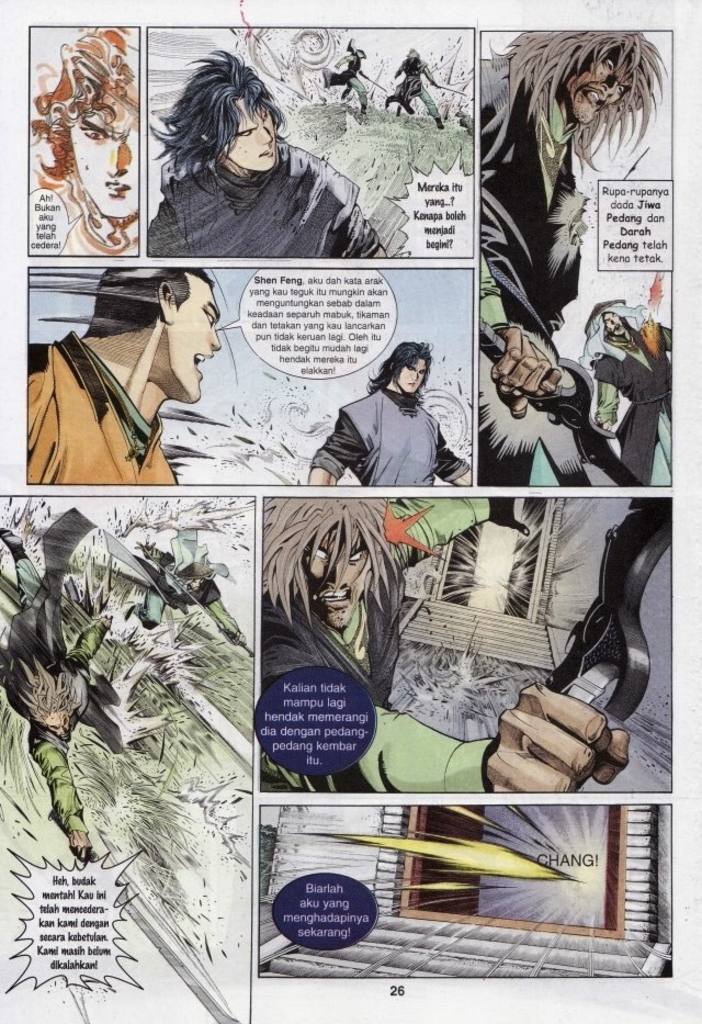 Ah!
Bukan
aku
yang
telah
cedera!
Mereka itu
yang...?
Kenapa boleh
menjadi
begini?
Rupa-rupanya
dada Jiwa
Pedang dan
Darah
Pedang telah
kena tetak.
Shen Feng, aku dah kata arak
yang kau teguk itu mungkin akan
menguntungkan sebab dalam
keadaan separuh mabuk, tikaman
dan tetakan yang kau lancarkan
pun tidak keruan lagi. Oleh itu
tidak begitu mudah lagi
hendak mereka itu
elakkan!
Heh, budak
mentah! Kau ini
telah mencedera-
kan kami dengan
secara kebetulan.
Kami masih belum
dikalahkan!
Kalian tidak
mampu lagi
hendak memerangi
dia dengan pedang-
pedang kembar
itu.
CHANG!
Biarlah
aku yang
menghadapinya
sekarang!
26